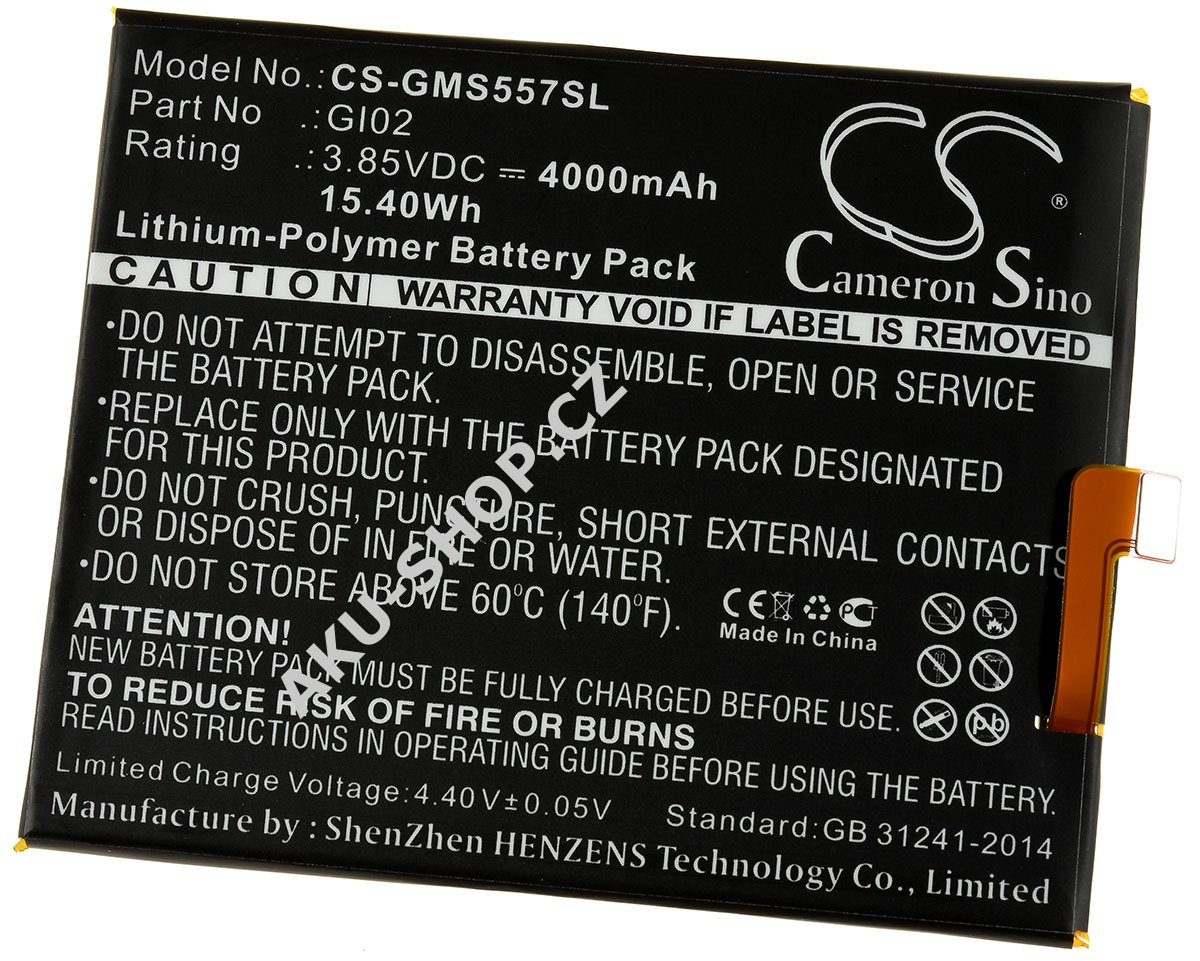 Model No.: CS-GMS557SL
Part No .: GI02
Rating .: 3.85VDC ⎓ 4000mAh
15.40Wh
Lithium-Polymer Battery Pack
CS ®
Cameron Sino
CAUTION WARRANTY VOID IF LABEL IS REMOVED
•DO NOT ATTEMPT TO DISASSEMBLE, OPEN OR SERVICE
THE BATTERY PACK.
•REPLACE ONLY WITH THE BATTERY PACK DESIGNATED
FOR THIS PRODUCT.
•DO NOT CRUSH, PUNCTURE, SHORT EXTERNAL CONTACTS
OR DISPOSE OF IN FIRE OR WATER.
•DO NOT STORE ABOVE 60°C (140°F).
CE PCT
Made In China
ATTENTION!
NEW BATTERY PACK MUST BE FULLY CHARGED BEFORE USE.
TO REDUCE RISK OF FIRE OR BURNS
READ INSTRUCTIONS IN OPERATING GUIDE BEFORE USING THE BATTERY.
Pb
Limited Charge Voltage:4.40V±0.05V
Standard:GB 31241-2014
Manufacture by : ShenZhen HENZENS Technology Co., Limited
AKU-SHOP.CZ